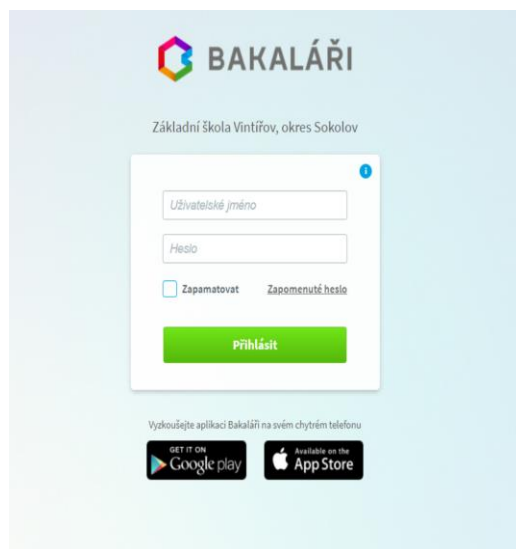 BAKALÁŘI
Základní škola Vintířov, okres Sokolov
i
Uživatelské jméno
Heslo
Zapamatovat Zapomenuté heslo
Přihlásit
Vyzkoušejte aplikaci Bakaláři na svém chytrém telefonu
GET IT ON
Google play
Available on the
App Store